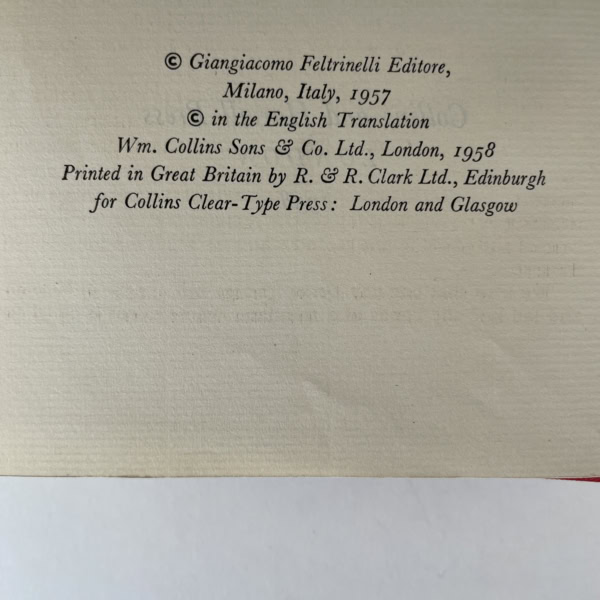 © Giangiacomo Feltrinelli Editore,
Milano, Italy, 1957
© in the English Translation
Wm. Collins Sons & Co. Ltd., London, 1958
Printed in Great Britain by R. & R. Clark Ltd., Edinburgh
for Collins Clear-Type Press: London and Glasgow